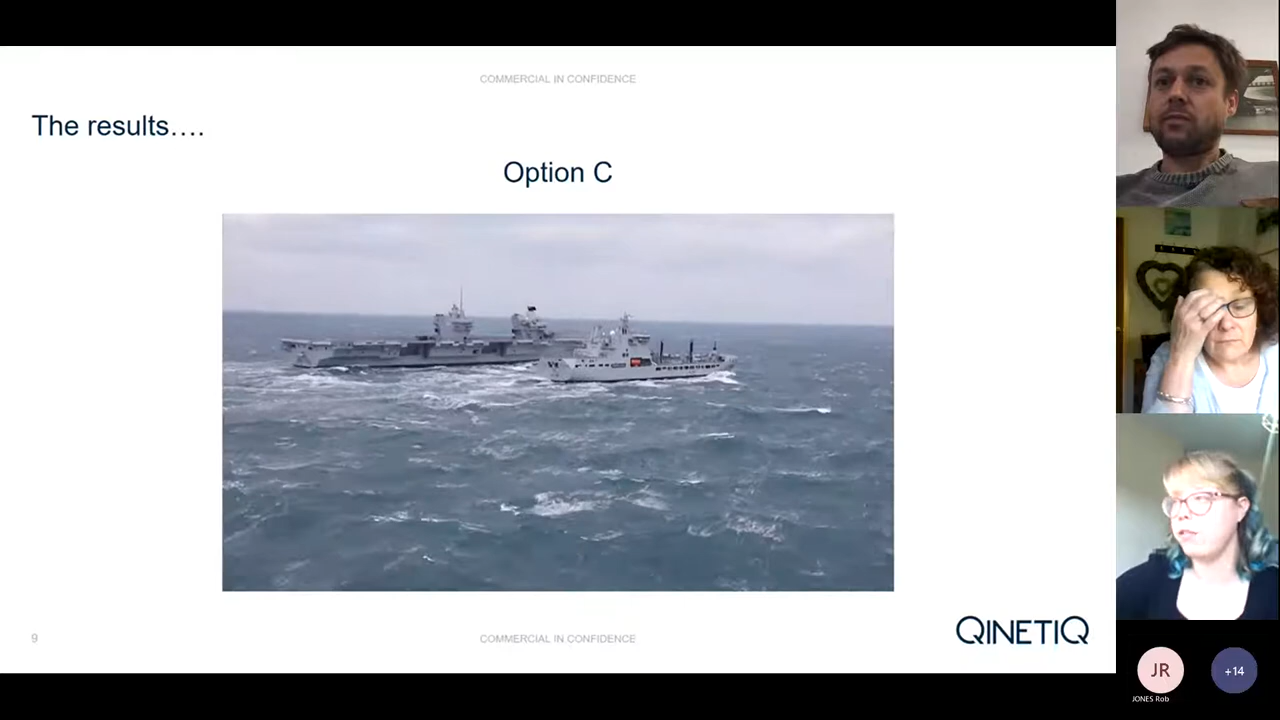 COMMERCIAL IN CONFIDENCE
The results….
Option C
9
COMMERCIAL IN CONFIDENCE
QINETIQ
JR
+14
JONES Rob